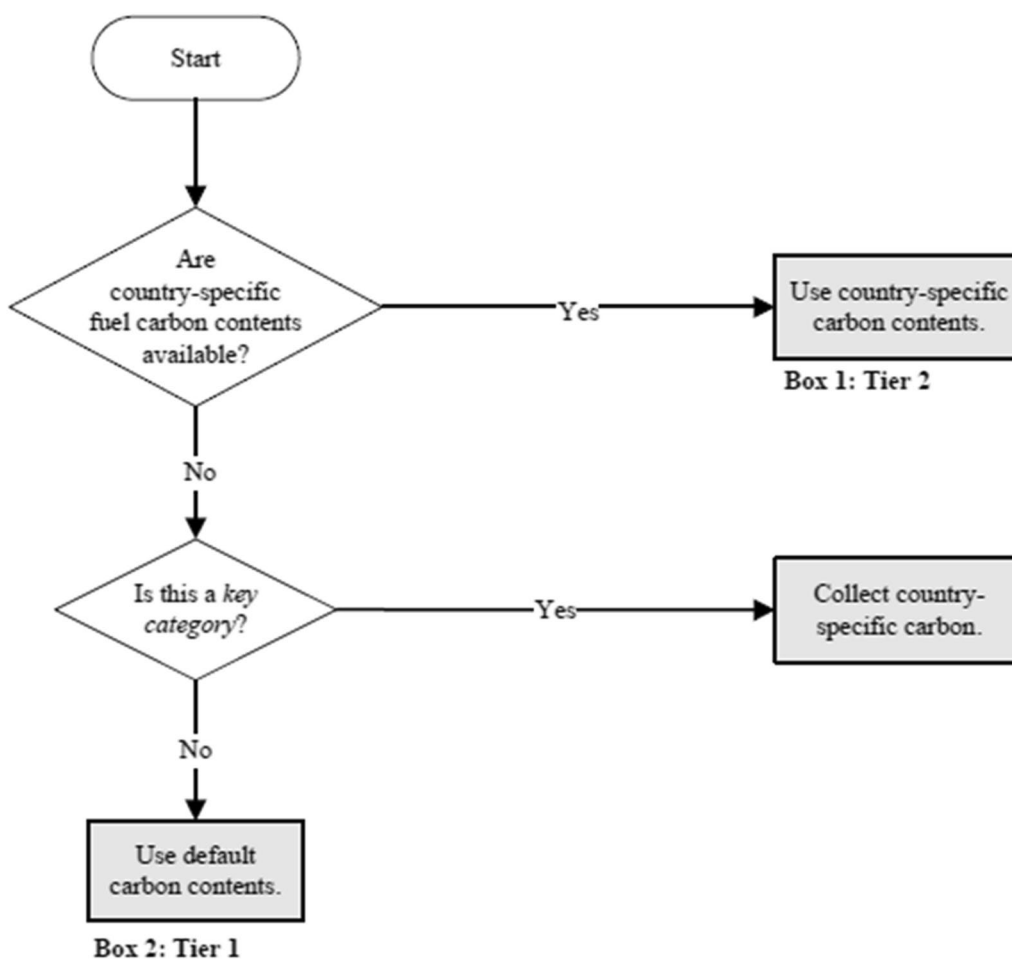 Start
Are
country-specific
fuel carbon contents
available?
Yes
Use country-specific
carbon contents.
Box 1: Tier 2
No
Is this a key
category?
Yes
Collect country-
specific carbon.
No
Use default
carbon contents.
Box 2: Tier 1